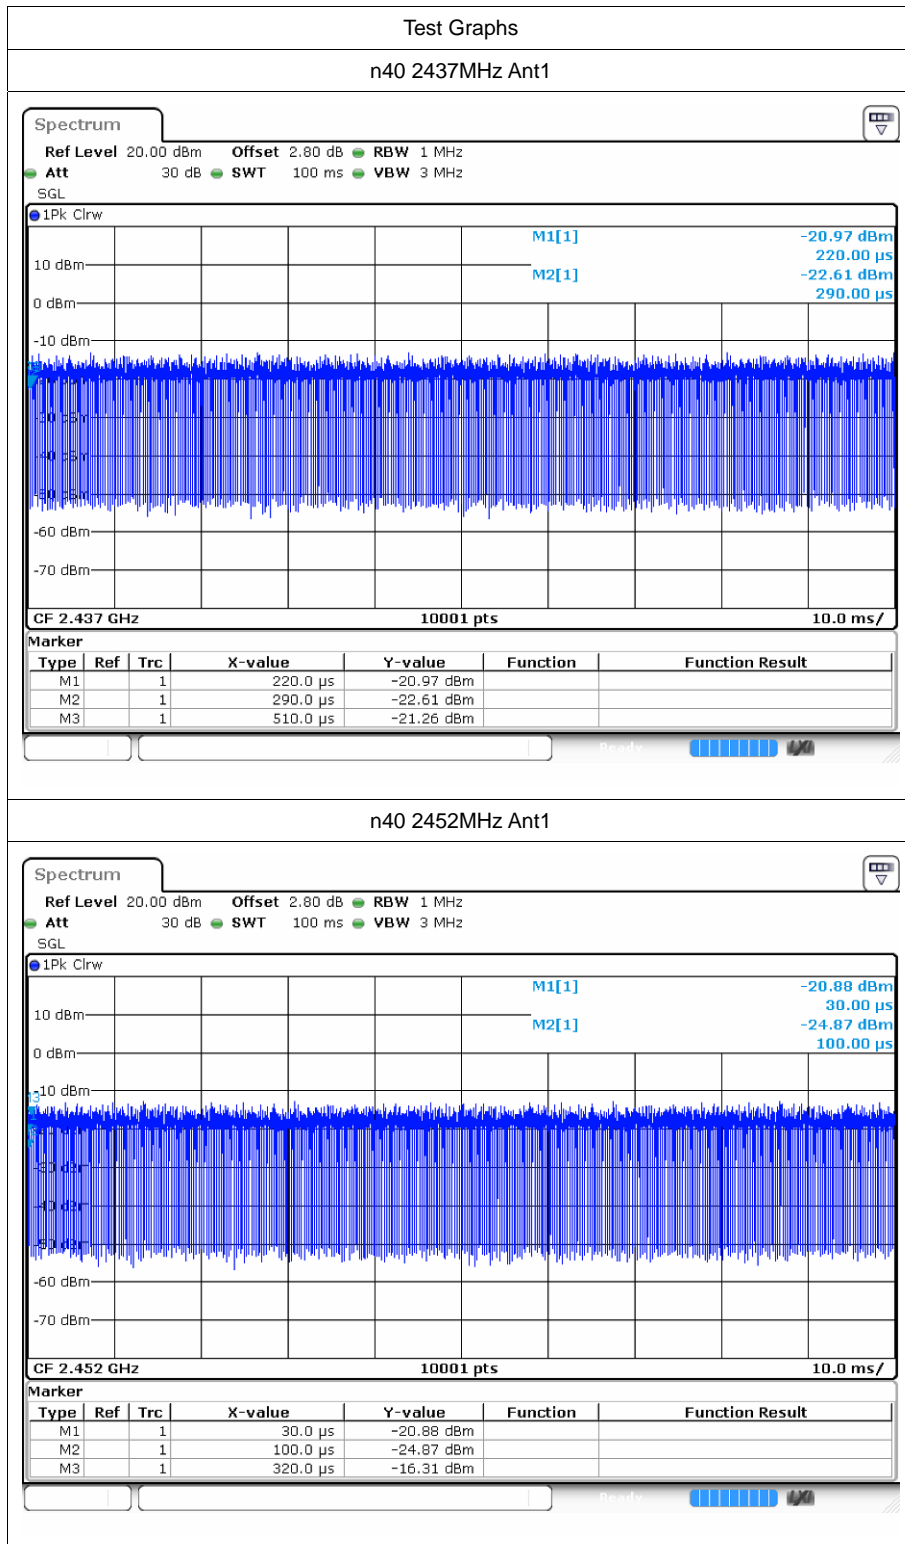 Test Graphs
n40 2437MHz Ant1
Spectrum
Ref Level 20.00 dBm Offset 2.80 dB RBW 1 MHz
Att 30 dB SWT 100 ms VBW 3 MHz
SGL
1Pk Clrw
M1[1] -20.97 dBm
220.00 µs
10 dBm
M2[1] -22.61 dBm
290.00 µs
0 dBm
-10 dBm
-60 dBm
-70 dBm
CF 2.437 GHz 10001 pts 10.0 ms/
Marker
Type Ref Trc X-value Y-value Function Function Result
M1 1 220.0 µs -20.97 dBm
M2 1 290.0 µs -22.61 dBm
M3 1 510.0 µs -21.26 dBm
Ready
n40 2452MHz Ant1
Spectrum
Ref Level 20.00 dBm Offset 2.80 dB RBW 1 MHz
Att 30 dB SWT 100 ms VBW 3 MHz
SGL
1Pk Clrw
M1[1] -20.88 dBm
30.00 µs
10 dBm
M2[1] -24.87 dBm
100.00 µs
0 dBm
-10 dBm
-30 dBm
-40 dBm
-50 dBm
-60 dBm
-70 dBm
CF 2.452 GHz 10001 pts 10.0 ms/
Marker
Type Ref Trc X-value Y-value Function Function Result
M1 1 30.0 µs -20.88 dBm
M2 1 100.0 µs -24.87 dBm
M3 1 320.0 µs -16.31 dBm
Ready